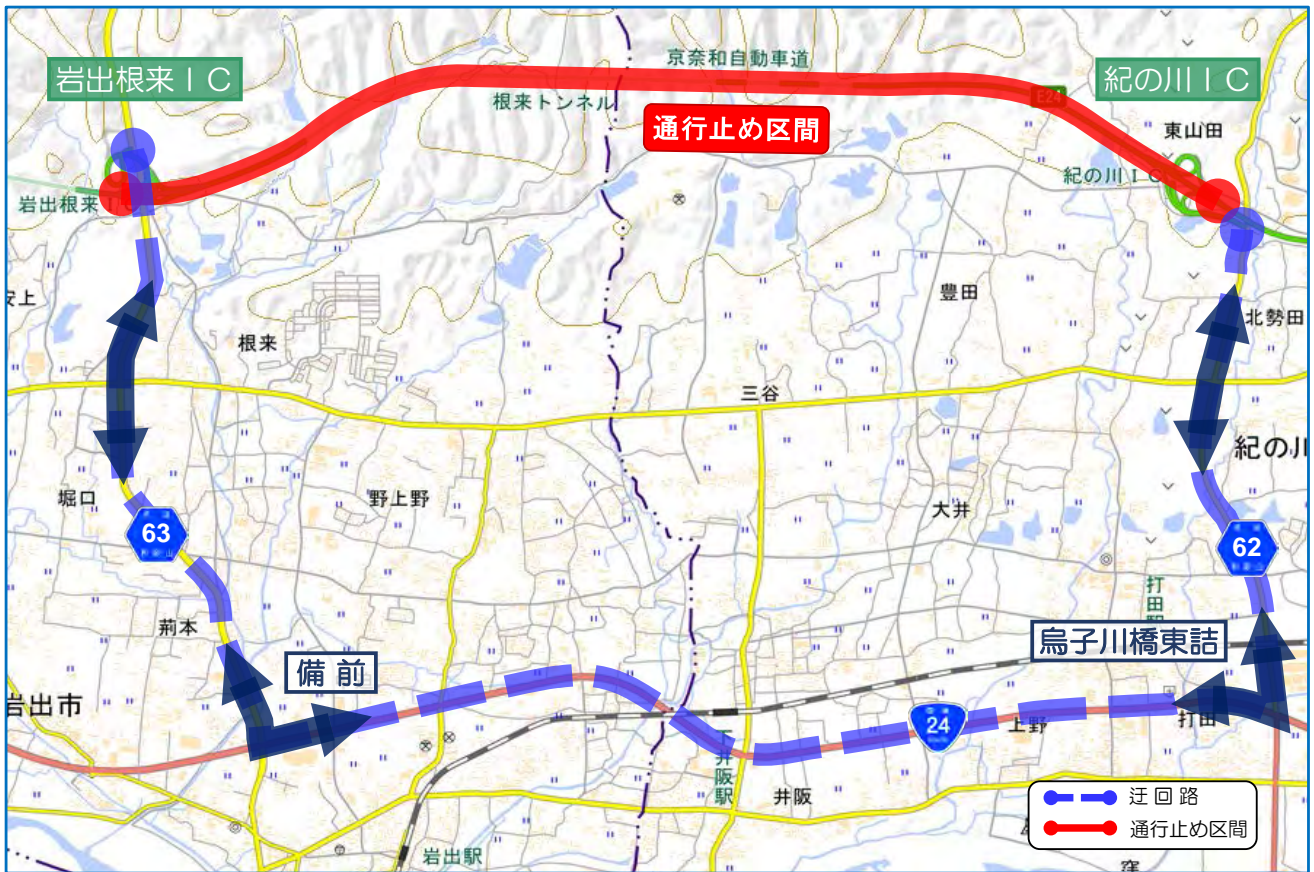 京奈和自動車道
岩出根来ＩＣ
紀の川ＩＣ
根来トンネル
E24
通行止め区間
東山田
紀の川ＩＣ
岩出根来
安上
豊田
北勢田
根来
三谷
紀の川
堀口
野上野
大井
63
62
打田駅
荊本
備前
烏子川橋東詰
岩出市
24
上野
打田
下井阪駅
井阪
迂回路
通行止め区間
岩出駅
窪